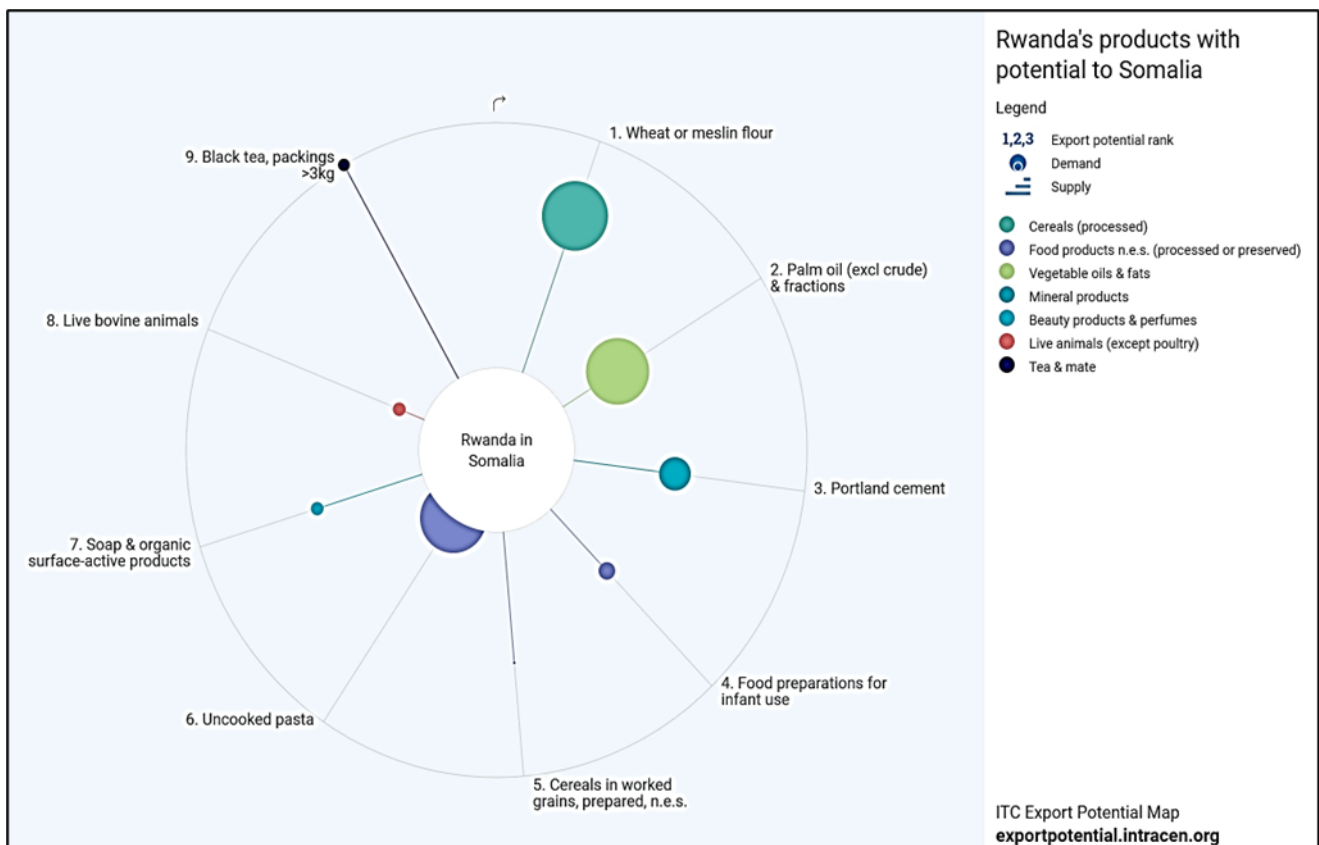 Rwanda's products with
potential to Somalia
Legend
1,2,3 Export potential rank
Demand
Supply
Cereals (processed)
Food products n.e.s. (processed or preserved)
Vegetable oils & fats
Mineral products
Beauty products & perfumes
Live animals (except poultry)
Tea & mate
1. Wheat or meslin flour
2. Palm oil (excl crude)
& fractions
3. Portland cement
4. Food preparations for
infant use
5. Cereals in worked
grains, prepared, n.e.s.
6. Uncooked pasta
7. Soap & organic
surface-active products
8. Live bovine animals
9. Black tea, packings
>3kg
Rwanda in
Somalia
ITC Export Potential Map
exportpotential.intracen.org